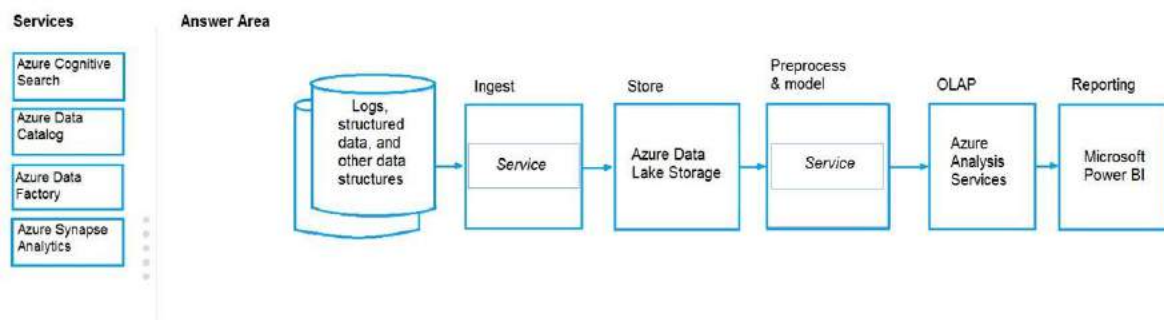 Services
Answer Area
Azure Cognitive
Search
Azure Data
Catalog
Azure Data
Factory
Azure Synapse
Analytics
Logs,
structured
data, and
other data
structures
Ingest
Service
Store
Azure Data
Lake Storage
Preprocess
& model
Service
OLAP
Azure
Analysis
Services
Reporting
Microsoft
Power BI